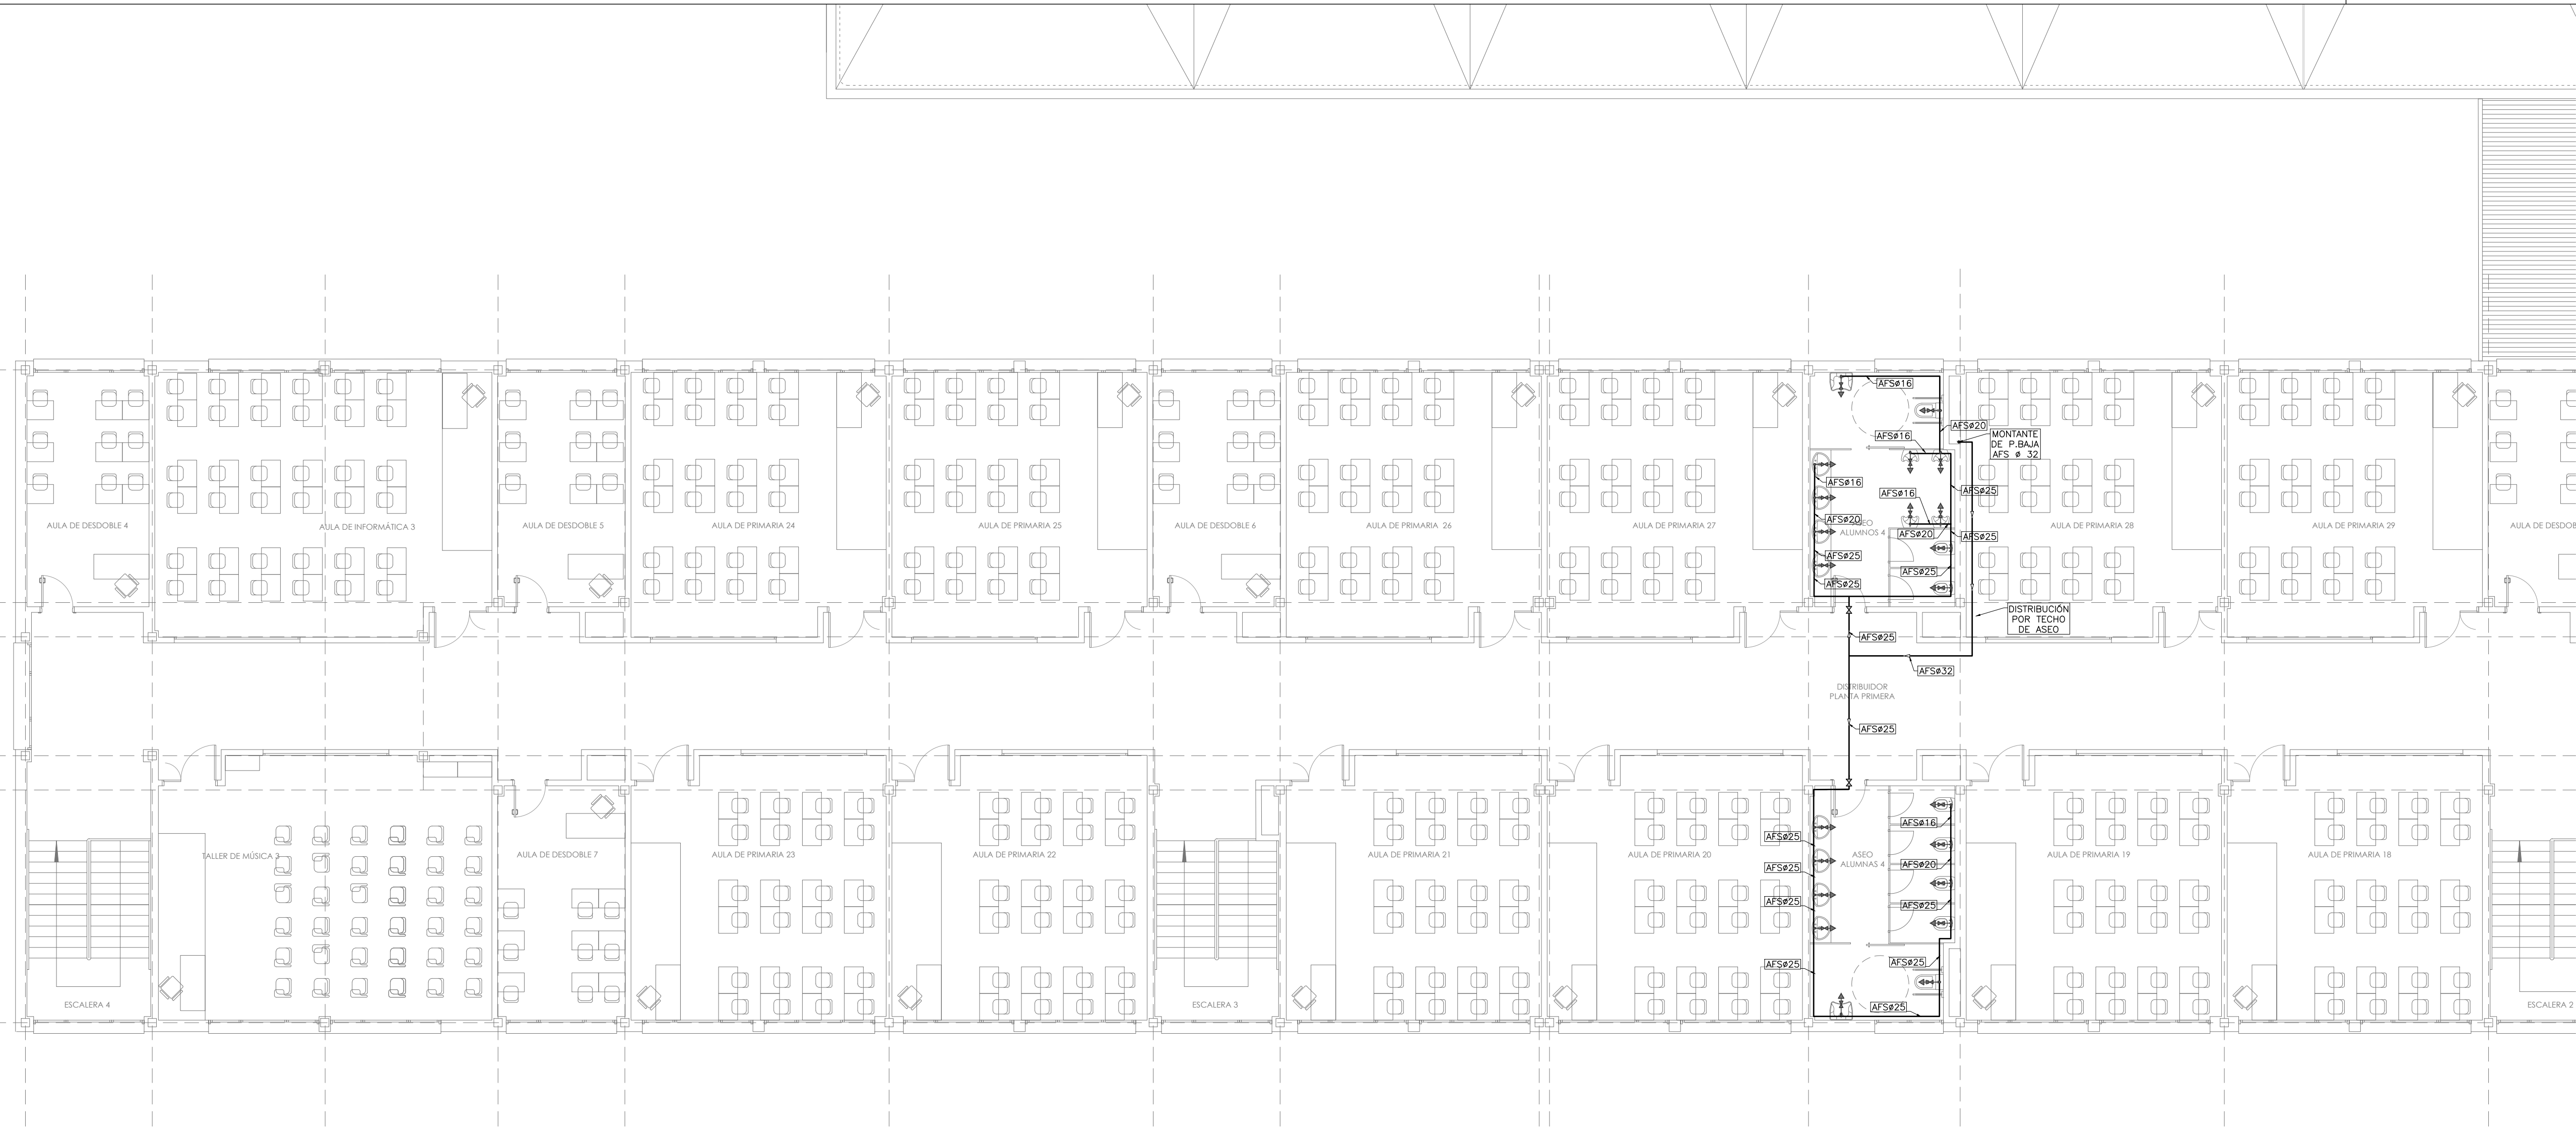 AFSø16
AFSø20
AFSø16
MONTANTE
DE P.BAJA
AFS ø 32
AFSø16
AFSø25
AFSø16
AFSø20
AULA DE DESDOBLE 4
AULA DE INFORMÁTICA 3
AULA DE DESDOBLE 5
AULA DE PRIMARIA 24
AULA DE PRIMARIA 25
AULA DE DESDOBLE 6
AULA DE PRIMARIA 26
AULA DE PRIMARIA 27
ASEO
ALUMNOS 4
AFSø20
AFSø25
AULA DE PRIMARIA 28
AULA DE PRIMARIA 29
AULA DE DESDOB
AFSø25
AFSø25
AFSø25
DISTRIBUCIÓN
POR TECHO
DE ASEO
AFSø25
AFSø32
DISTRIBUIDOR
PLANTA PRIMERA
AFSø25
AFSø16
AFSø25
TALLER DE MÚSICA 3
AULA DE DESDOBLE 7
AULA DE PRIMARIA 23
AULA DE PRIMARIA 22
AULA DE PRIMARIA 21
AULA DE PRIMARIA 20
ASEO
ALUMNAS 4
AULA DE PRIMARIA 19
AULA DE PRIMARIA 18
AFSø25
AFSø20
AFSø25
AFSø25
AFSø25
AFSø25
ESCALERA 4
ESCALERA 3
AFSø25
ESCALERA 2